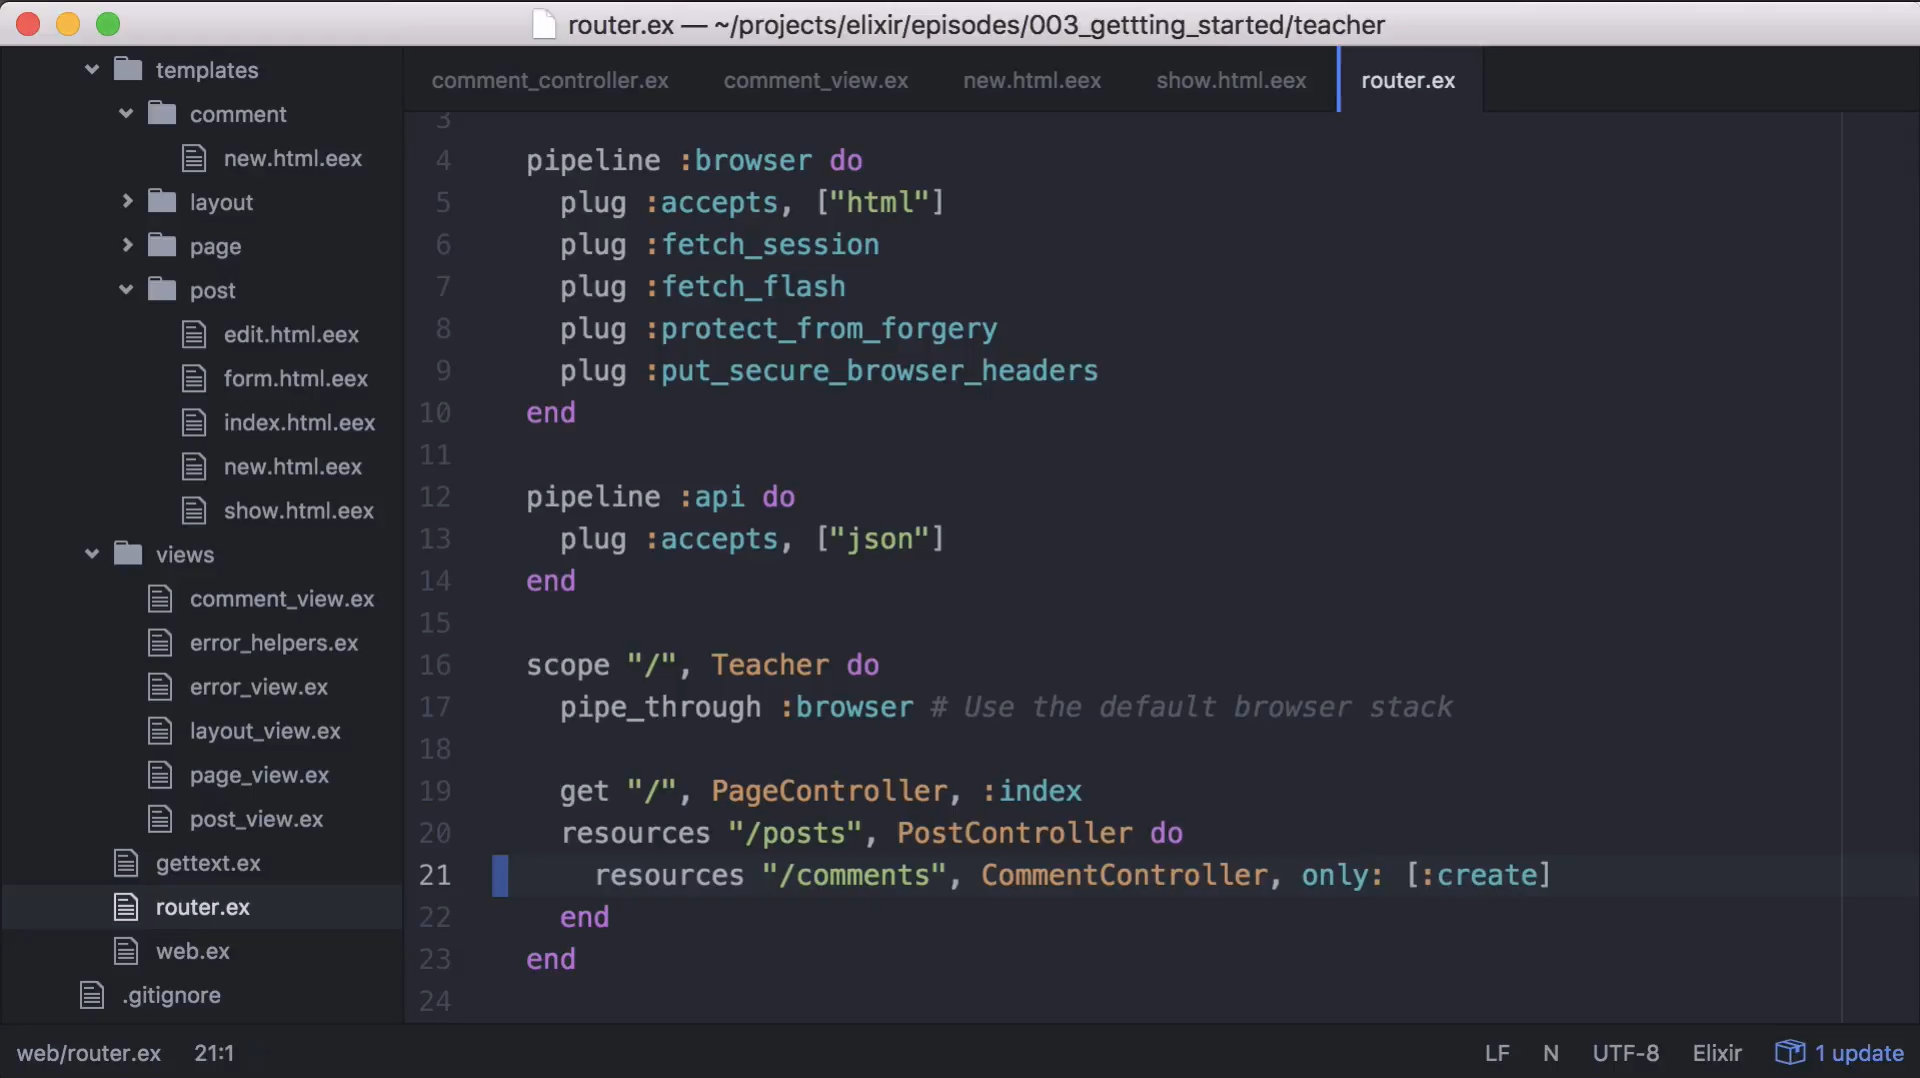 router.ex — ~/projects/elixir/episodes/003_gettting_started/teacher
templates
comment
new.html.eex
layout
page
post
edit.html.eex
form.html.eex
index.html.eex
new.html.eex
show.html.eex
views
comment_view.ex
error_helpers.ex
error_view.ex
layout_view.ex
page_view.ex
post_view.ex
gettext.ex
router.ex
web.ex
.gitignore
comment_controller.ex comment_view.ex new.html.eex show.html.eex router.ex
3
4 pipeline :browser do
5 plug :accepts, ["html"]
6 plug :fetch_session
7 plug :fetch_flash
8 plug :protect_from_forgery
9 plug :put_secure_browser_headers
10 end
11
12 pipeline :api do
13 plug :accepts, ["json"]
14 end
15
16 scope "/", Teacher do
17 pipe_through :browser # Use the default browser stack
18
19 get "/", PageController, :index
20 resources "/posts", PostController do
21 resources "/comments", CommentController, only: [:create]
22 end
23 end
24
web/router.ex 21:1 LF N UTF-8 Elixir 1 update